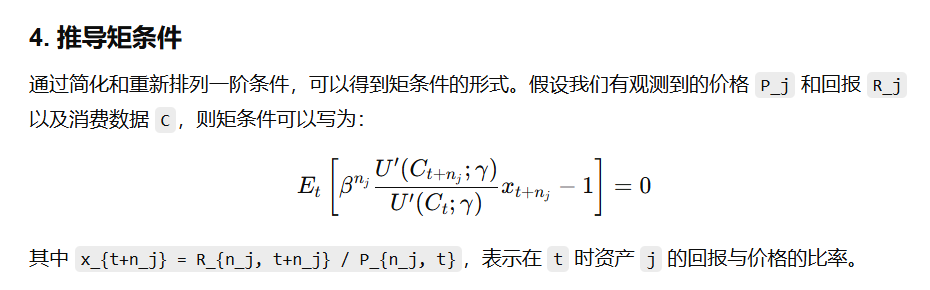 4. 推导矩条件
通过简化和重新排列一阶条件，可以得到矩条件的形式。假设我们有观测到的价格 P_j 和回报 R_j
以及消费数据 C，则矩条件可以写为：
$$E_t\left[\beta^{n_j}\frac{U'(C_{t+n_j};\gamma)}{U'(C_t;\gamma)}x_{t+n_j}-1\right]=0$$
其中 x_{t+n_j} = R_{n_j, t+n_j} / P_{n_j, t}，表示在 t 时资产 j 的回报与价格的比率。